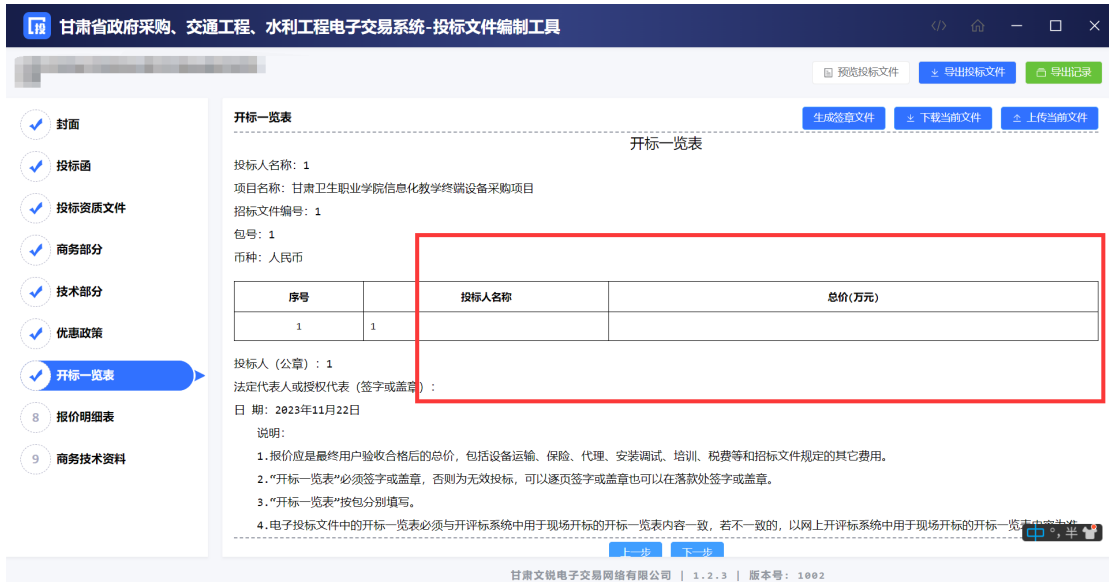 投 甘肃省政府采购、交通工程、水利工程电子交易系统-投标文件编制工具
预览投标文件 导出投标文件 导出记录
封面
投标函
投标资质文件
商务部分
技术部分
优惠政策
开标一览表
8 报价明细表
9 商务技术资料
开标一览表 生成签章文件 下载当前文件 上传当前文件
开标一览表
投标人名称: 1
项目名称: 甘肃卫生职业学院信息化教学终端设备采购项目
招标文件编号: 1
包号: 1
币种: 人民币
序号 投标人名称 总价(万元)
1 1
投标人（公章）: 1
法定代表人或授权代表（签字或盖章）:
日 期: 2023年11月22日
说明:
1.报价应是最终用户验收合格后的总价，包括设备运输、保险、代理、安装调试、培训、税费等和招标文件规定的其它费用。
2.“开标一览表”必须签字或盖章，否则为无效投标，可以逐页签字或盖章也可以在落款处签字或盖章。
3.“开标一览表”按包分别填写。
4.电子投标文件中的开标一览表必须与开评标系统中用于现场开标的开标一览表内容一致，若不一致的，以网上开评标系统中用于现场开标的开标一览表内容为准
中 °, 半
上一步 下一步
甘肃文锐电子交易网络有限公司 | 1.2.3 | 版本号: 1002